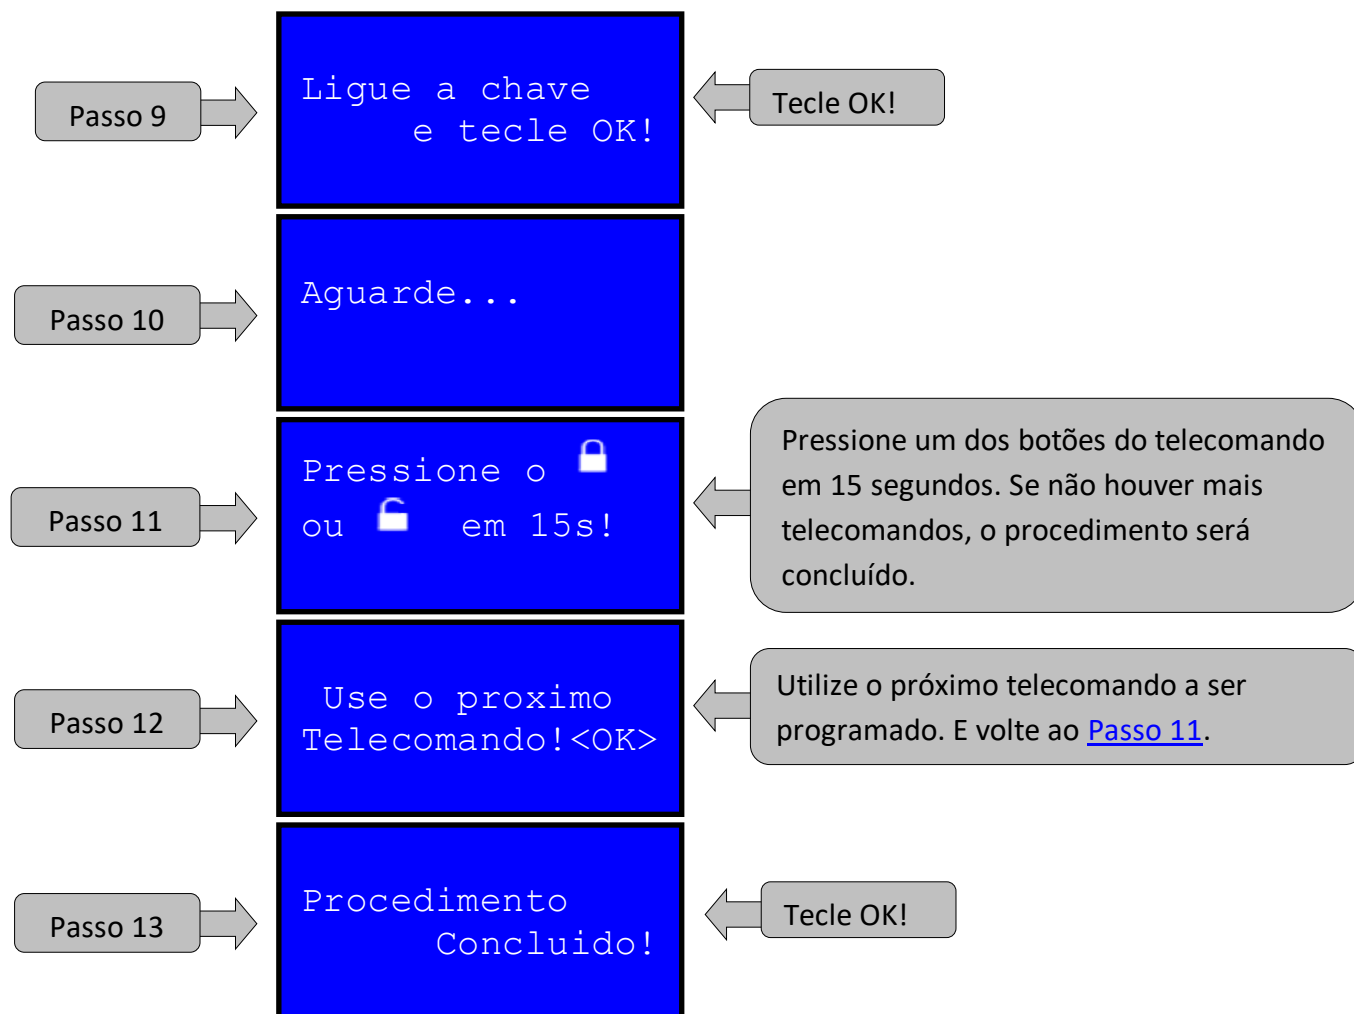 Passo 9
Ligue a chave
e tecle OK!
Tecle OK!
Passo 10
Aguarde...
Passo 11
Pressione o
ou em 15s!
Pressione um dos botões do telecomando
em 15 segundos. Se não houver mais
telecomandos, o procedimento será
concluído.
Passo 12
Use o proximo
Telecomando!<OK>
Utilize o próximo telecomando a ser
programado. E volte ao Passo 11.
Passo 13
Procedimento
Concluido!
Tecle OK!